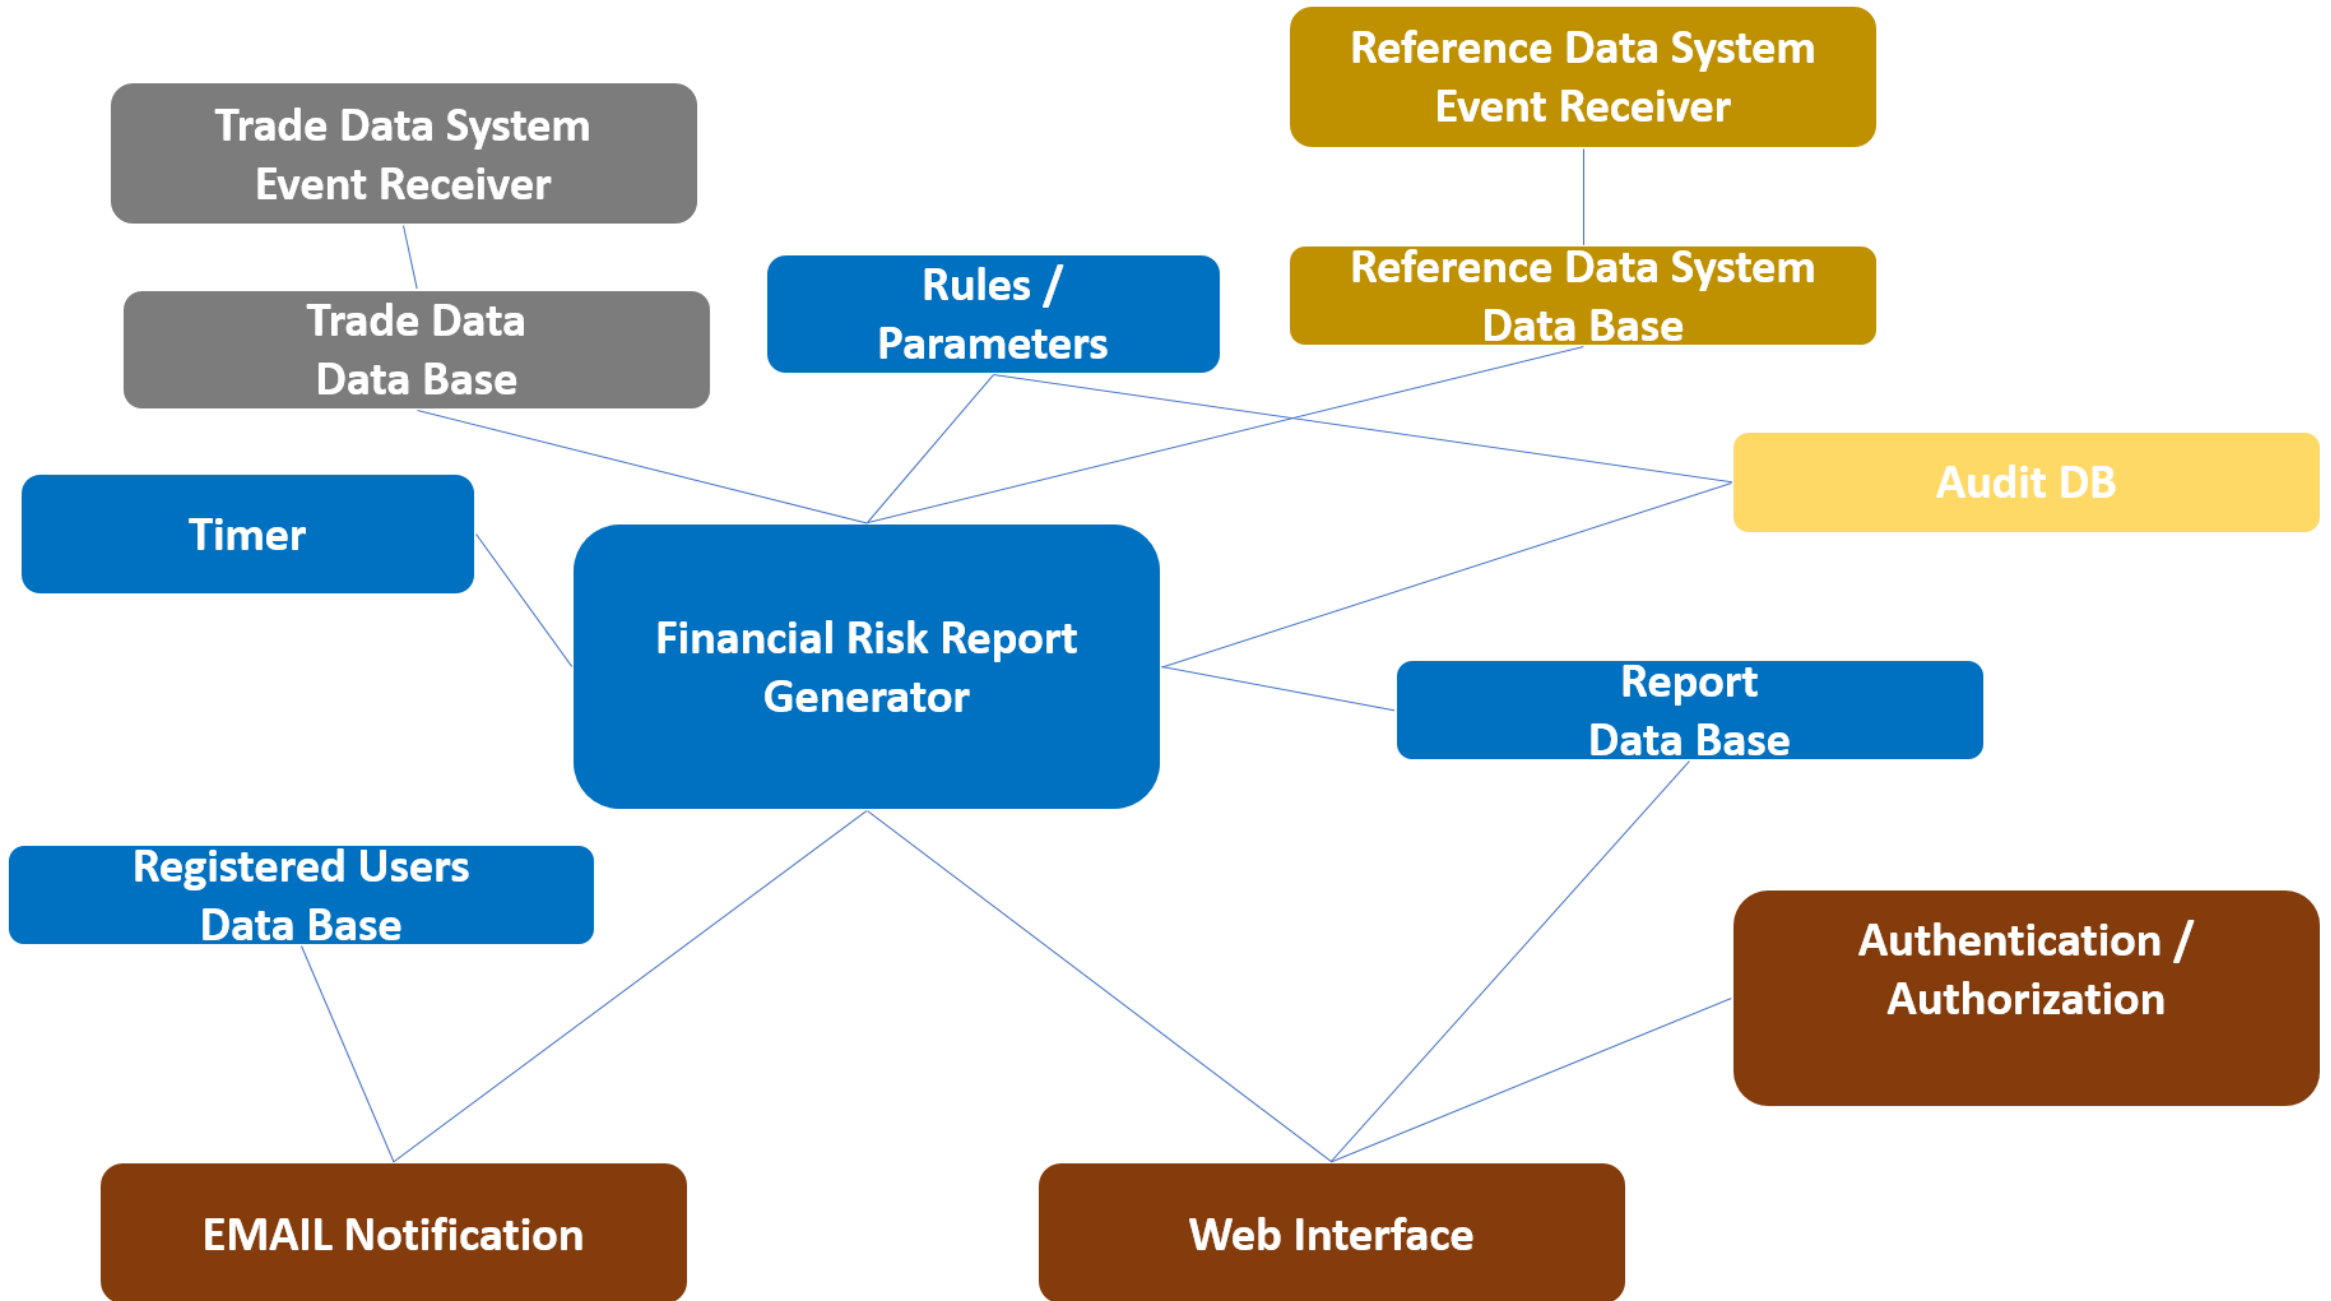 Reference Data System
Event Receiver
Trade Data System
Event Receiver
Rules /
Parameters
Reference Data System
Data Base
Trade Data
Data Base
Audit DB
Timer
Financial Risk Report
Generator
Report
Data Base
Registered Users
Data Base
Authentication /
Authorization
EMAIL Notification
Web Interface